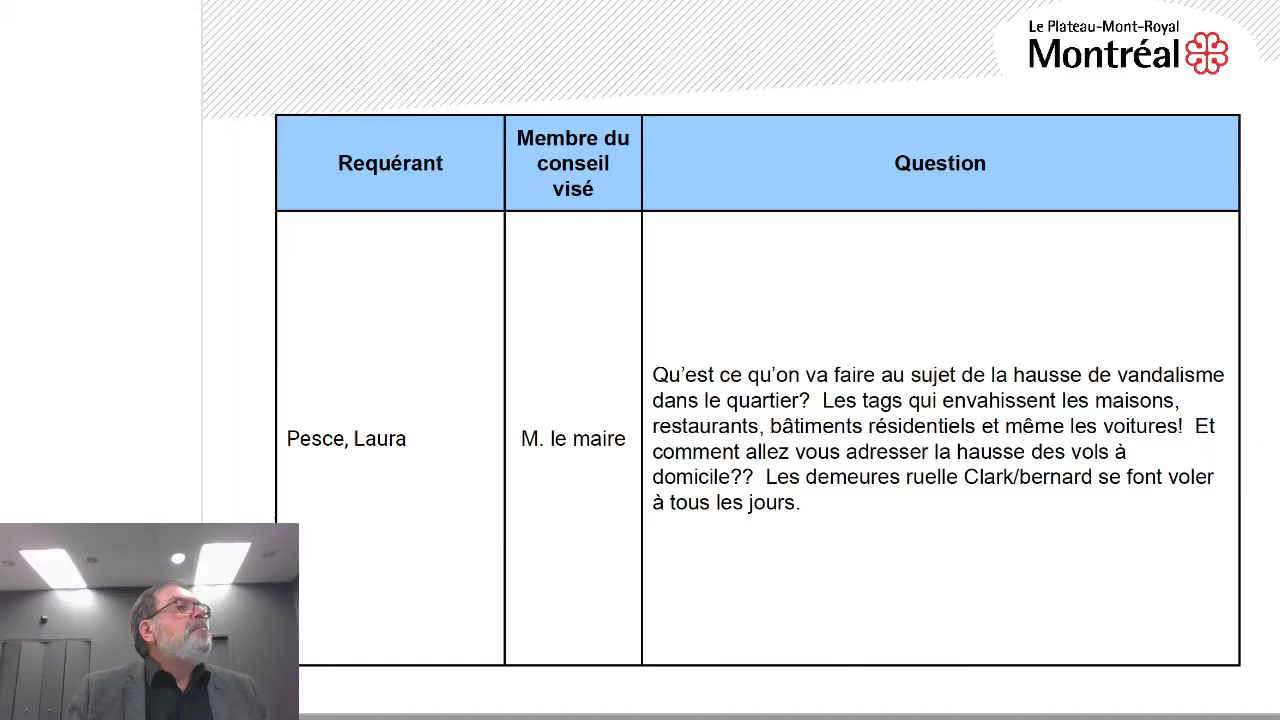 Le Plateau-Mont-Royal
Montréal
Requérant
Membre du
conseil
visé
Question
Pesce, Laura
M. le maire
Qu’est ce qu’on va faire au sujet de la hausse de vandalisme
dans le quartier?  Les tags qui envahissent les maisons,
restaurants, bâtiments résidentiels et même les voitures!  Et
comment allez vous adresser la hausse des vols à
domicile??  Les demeures ruelle Clark/bernard se font voler
à tous les jours.